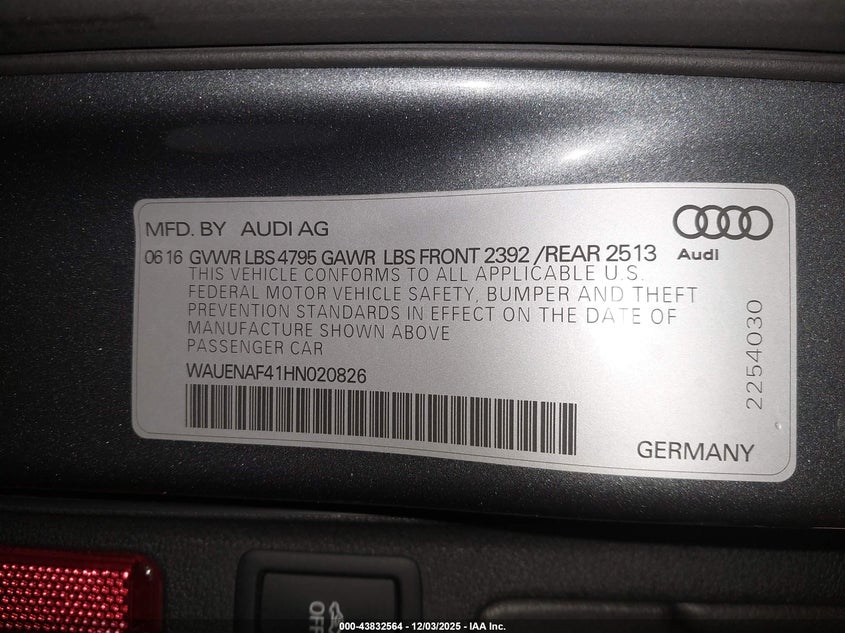 MFD. BY AUDI AG
06 16 GVWR LBS 4795 GAWR LBS FRONT 2392 /REAR 2513
Audi
THIS VEHICLE CONFORMS TO ALL APPLICABLE U.S.
FEDERAL MOTOR VEHICLE SAFETY, BUMPER AND THEFT
PREVENTION STANDARDS IN EFFECT ON THE DATE OF
MANUFACTURE SHOWN ABOVE
PASSENGER CAR
WAUENAF41HN020826
2254030
GERMANY
OFF
000-43832564 - 12/03/2025 - IAA Inc.